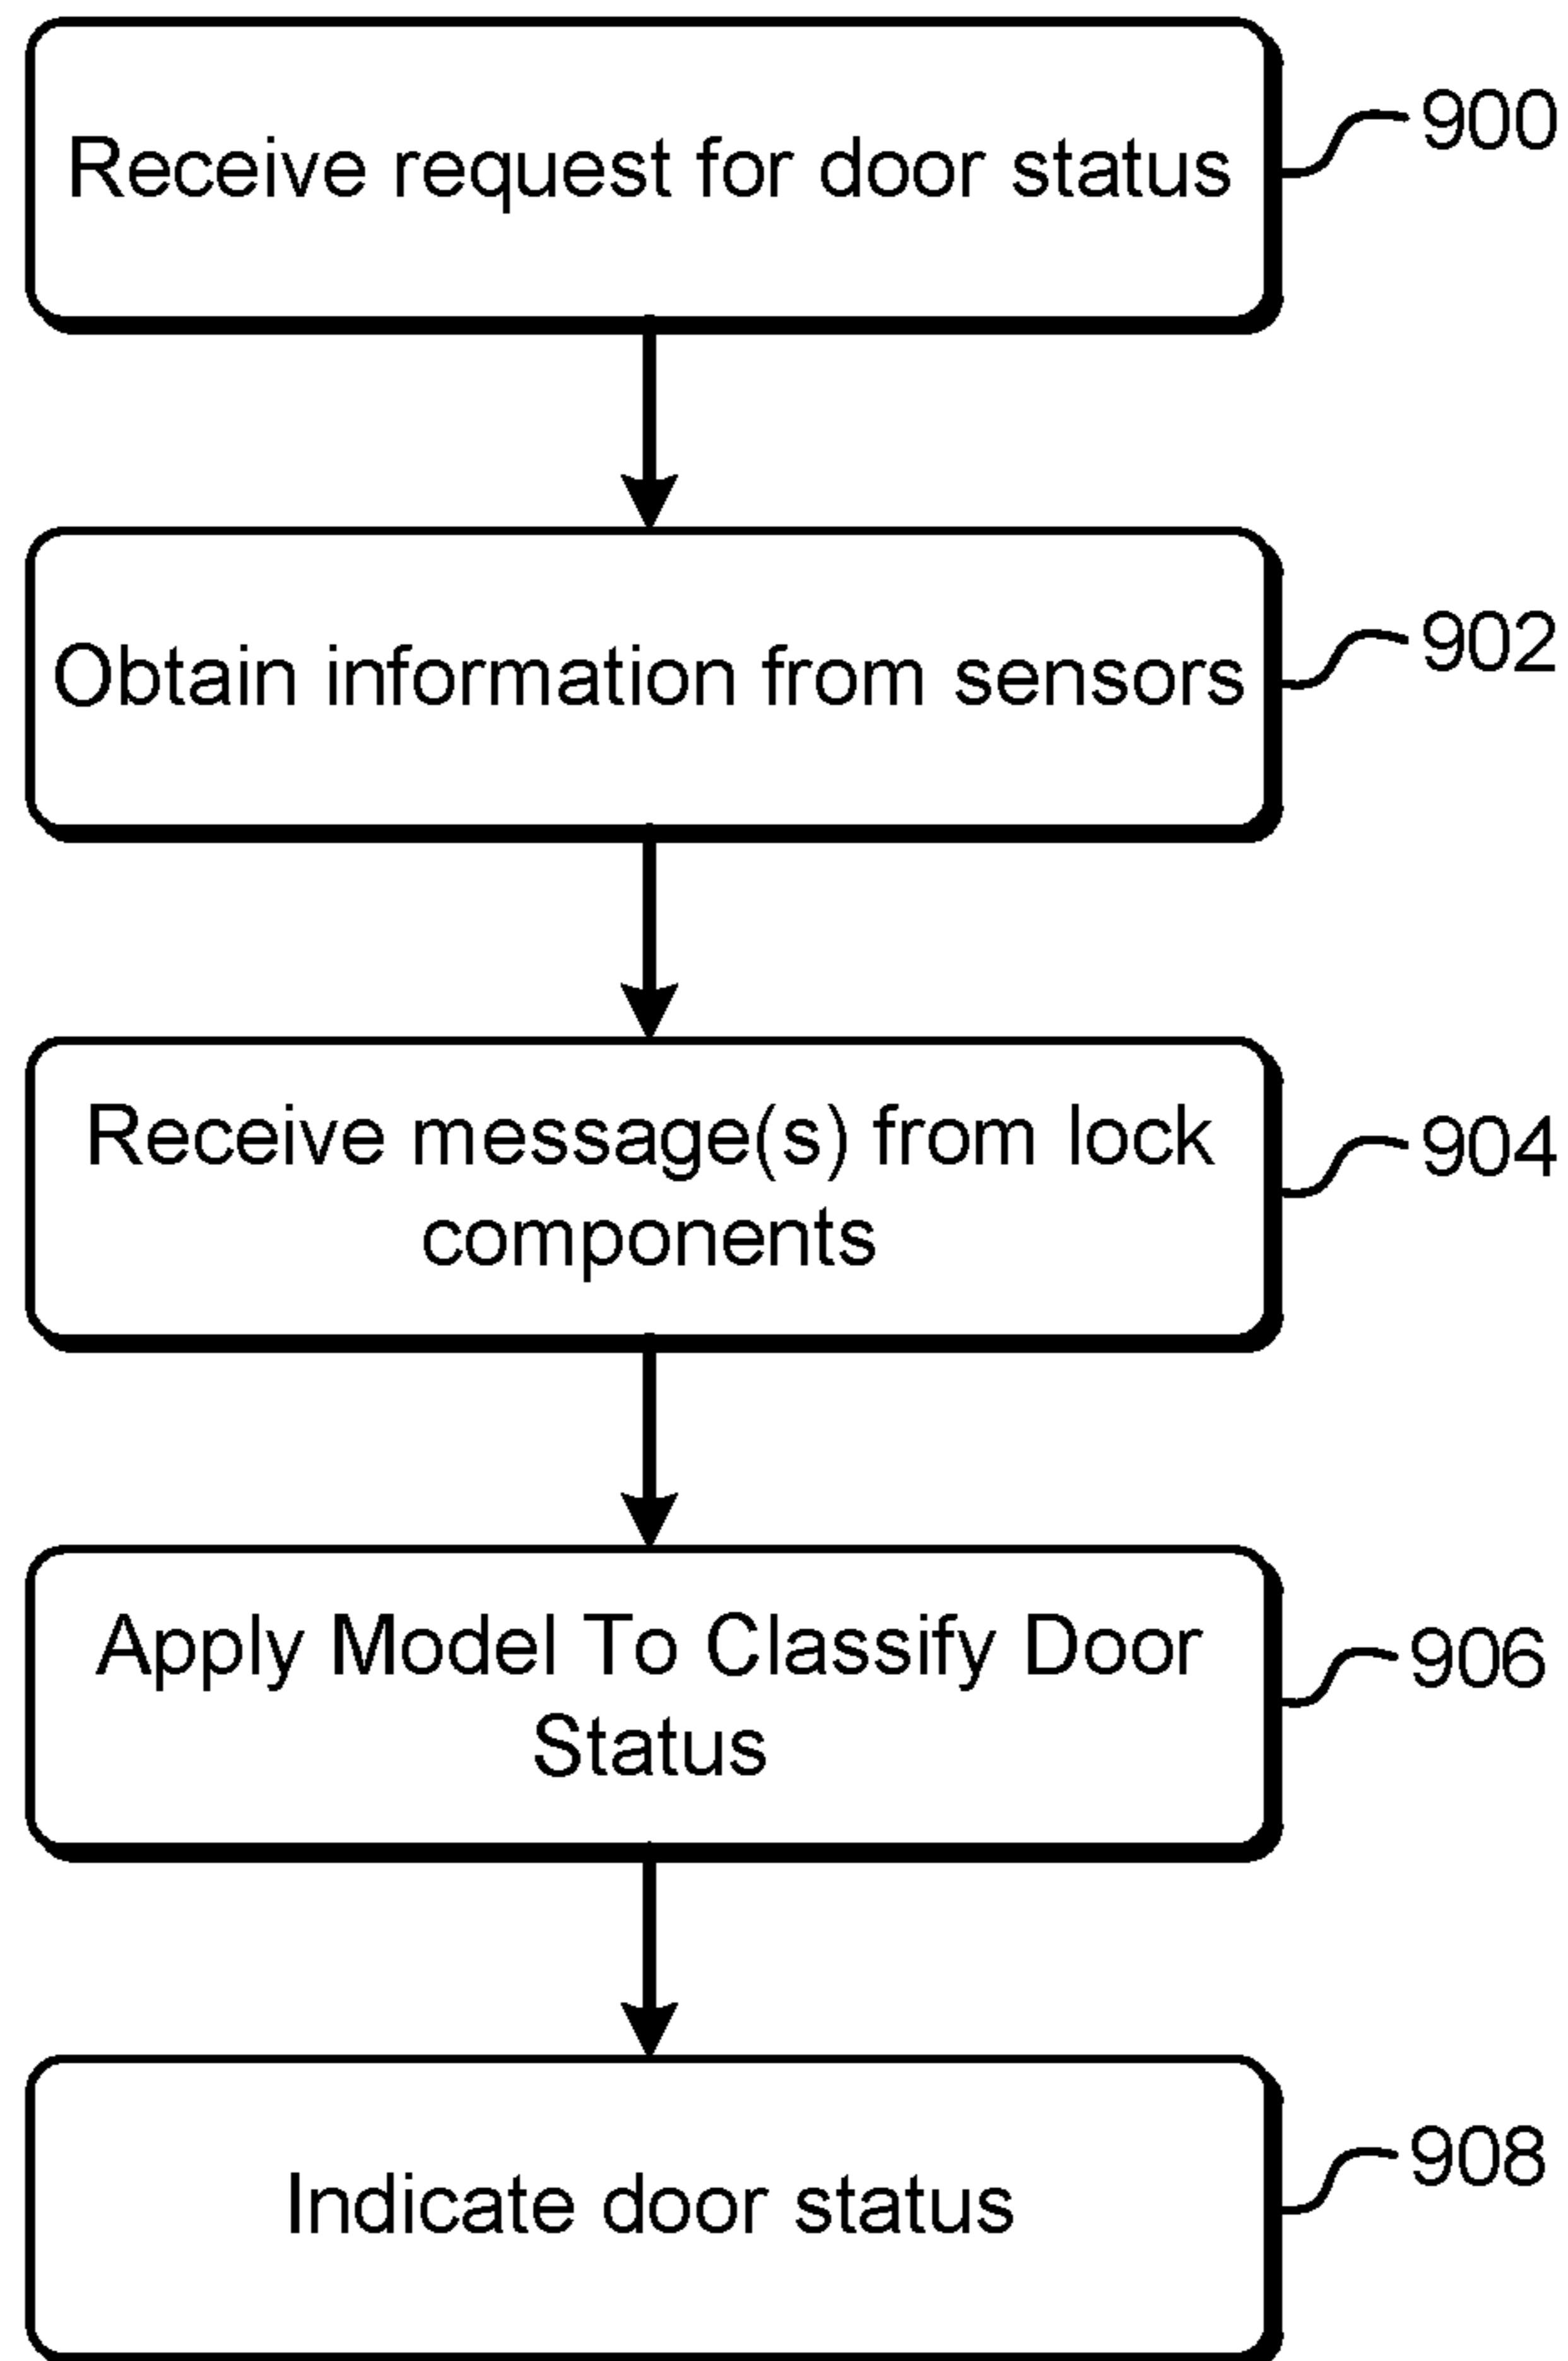 Receive request for door status
900
Obtain information from sensors
902
Receive message(s) from lock
components
904
Apply Model To Classify Door
Status
906
Indicate door status
908